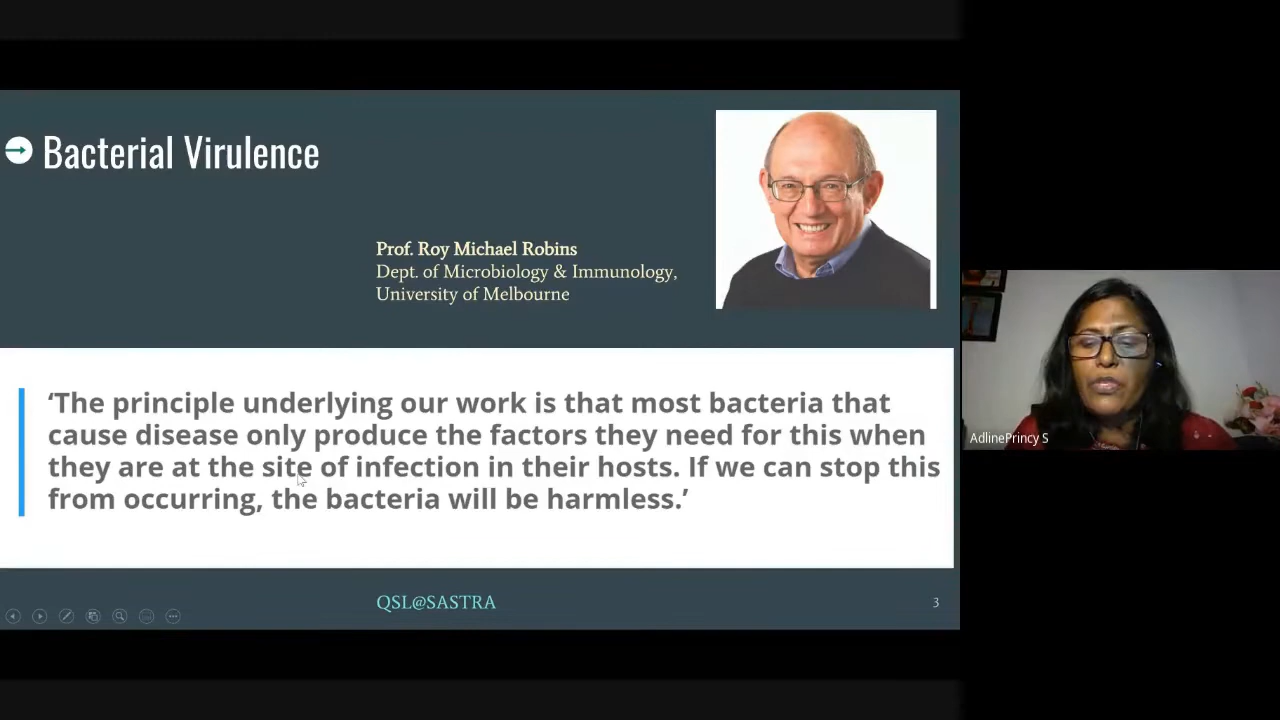 Bacterial Virulence
Prof. Roy Michael Robins
Dept. of Microbiology & Immunology,
University of Melbourne
‘The principle underlying our work is that most bacteria that
cause disease only produce the factors they need for this when
they are at the site of infection in their hosts. If we can stop this
from occurring, the bacteria will be harmless.’
QSL@SASTRA
3
AdlinePrincy S